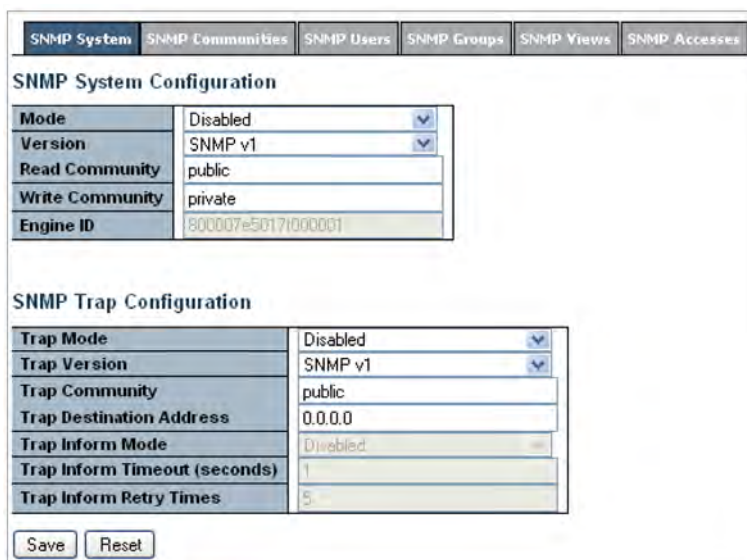 SNMP System SNMP Communities SNMP Users SNMP Groups SNMP Views SNMP Accesses
SNMP System Configuration
Mode Disabled
Version SNMP v1
Read Community public
Write Community private
Engine ID 800007e5017f000001
SNMP Trap Configuration
Trap Mode Disabled
Trap Version SNMP v1
Trap Community public
Trap Destination Address 0.0.0.0
Trap Inform Mode Disabled
Trap Inform Timeout (seconds) 1
Trap Inform Retry Times 5
Save Reset